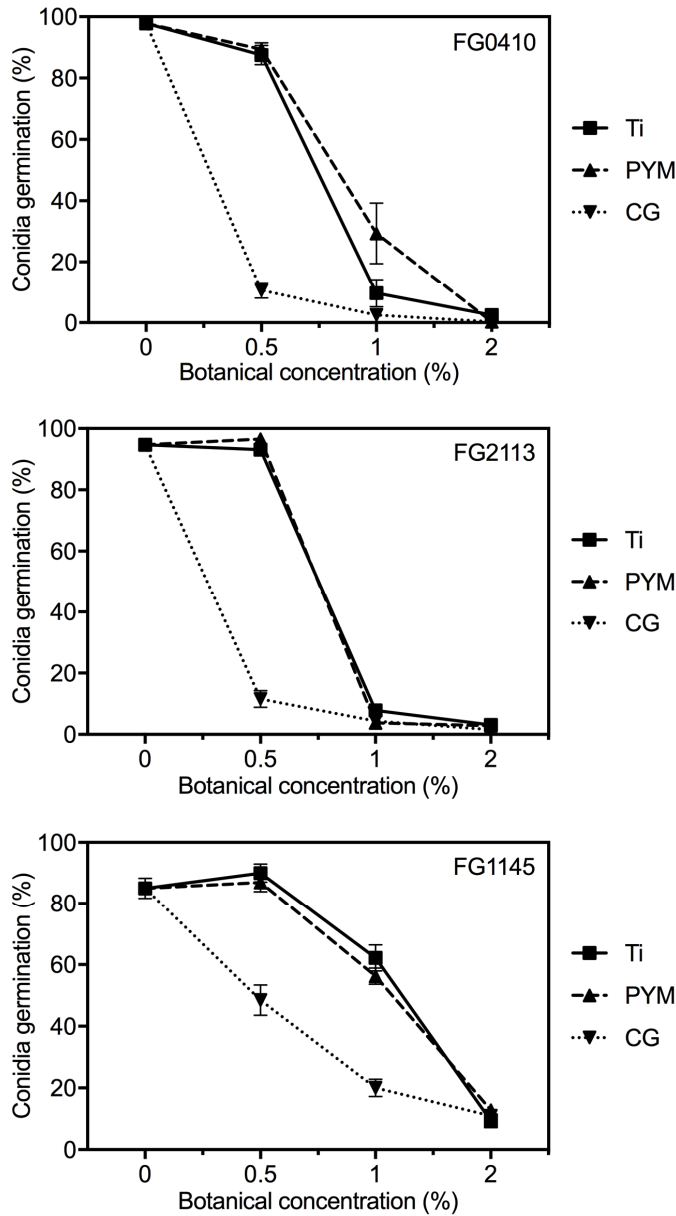 FG0410
Conidia germination (%)
100
80
60
40
20
0
0 0.5 1 2
Botanical concentration (%)
Ti
PYM
CG
FG2113
Conidia germination (%)
100
80
60
40
20
0
0 0.5 1 2
Botanical concentration (%)
Ti
PYM
CG
FG1145
Conidia germination (%)
100
80
60
40
20
0
0 0.5 1 2
Botanical concentration (%)
Ti
PYM
CG